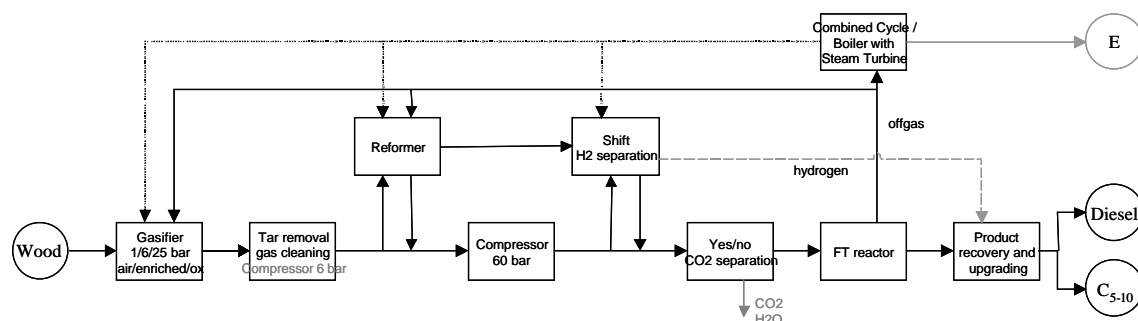 Combined Cycle /
Boiler with
Steam Turbine
E
offgas
Reformer
Shift
H2 separation
hydrogen
Wood
Gasifier
1/6/25 bar
air/enriched/ox
Tar removal
gas cleaning
Compressor 6 bar
Compressor
60 bar
Yes/no
CO2 separation
FT reactor
Product
recovery and
upgrading
Diesel
C5-10
CO2
H2O